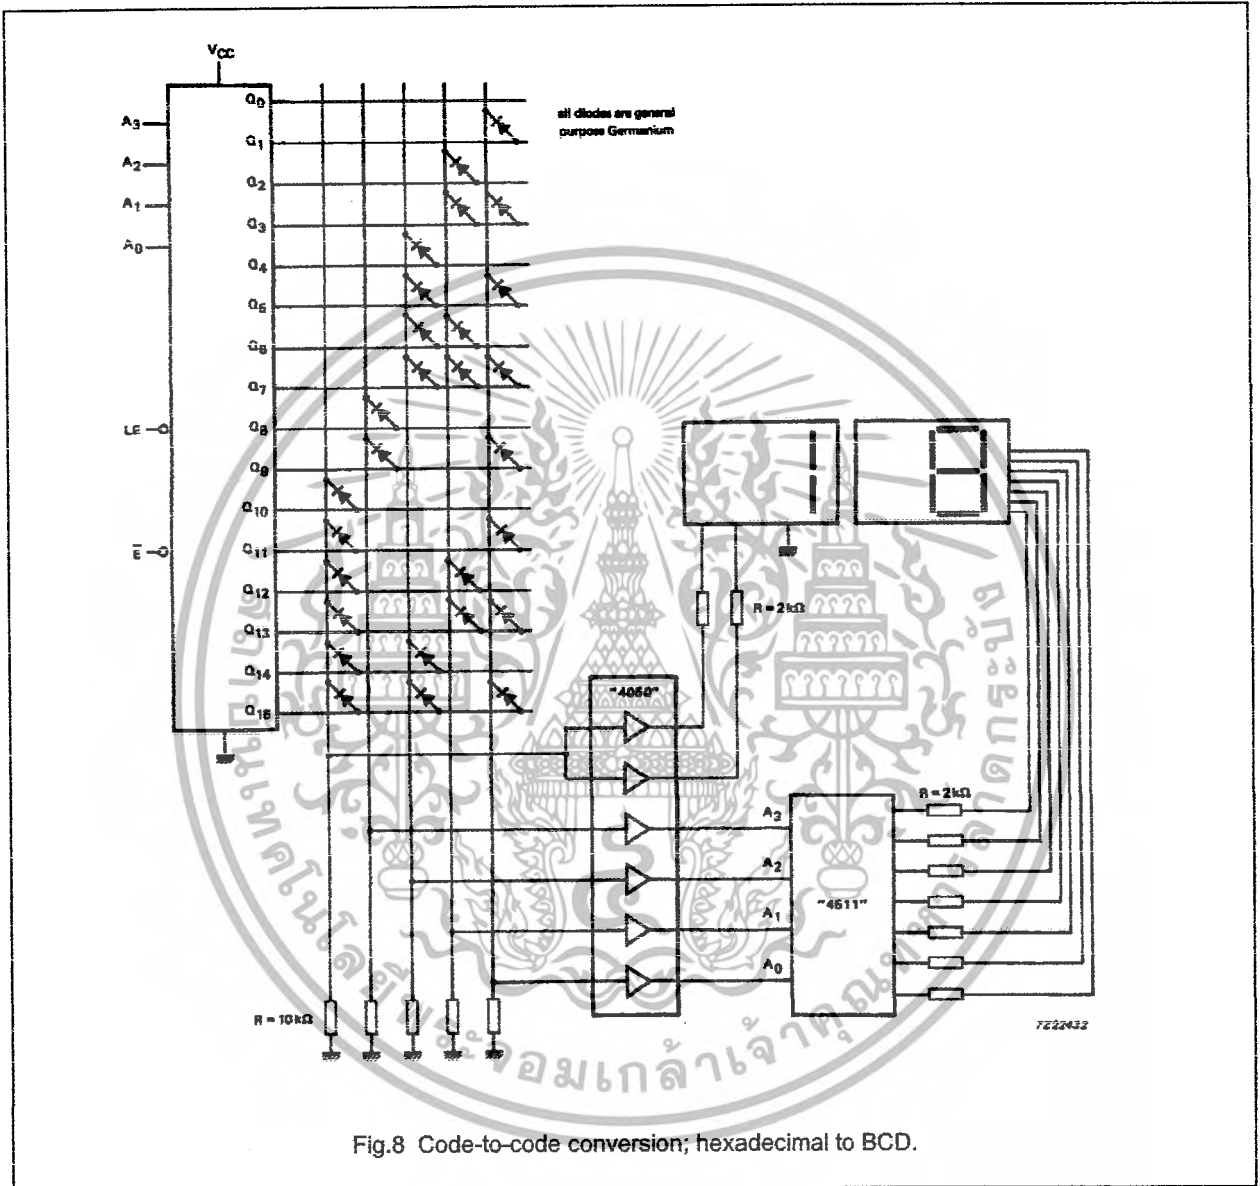 VCC
Q0
all diodes are general
purpose Germanium
A3
Q1
A2
Q2
A1
Q3
A0
Q4
Q5
Q6
Q7
LE
Q8
Q9
Q10
Q11
E
Q12
Q13
Q14
Q15
R = 2kΩ
"4050"
A3
R = 2kΩ
A2
"4511"
A1
A0
R = 10kΩ
7Z22432
Fig.8 Code-to-code conversion; hexadecimal to BCD.